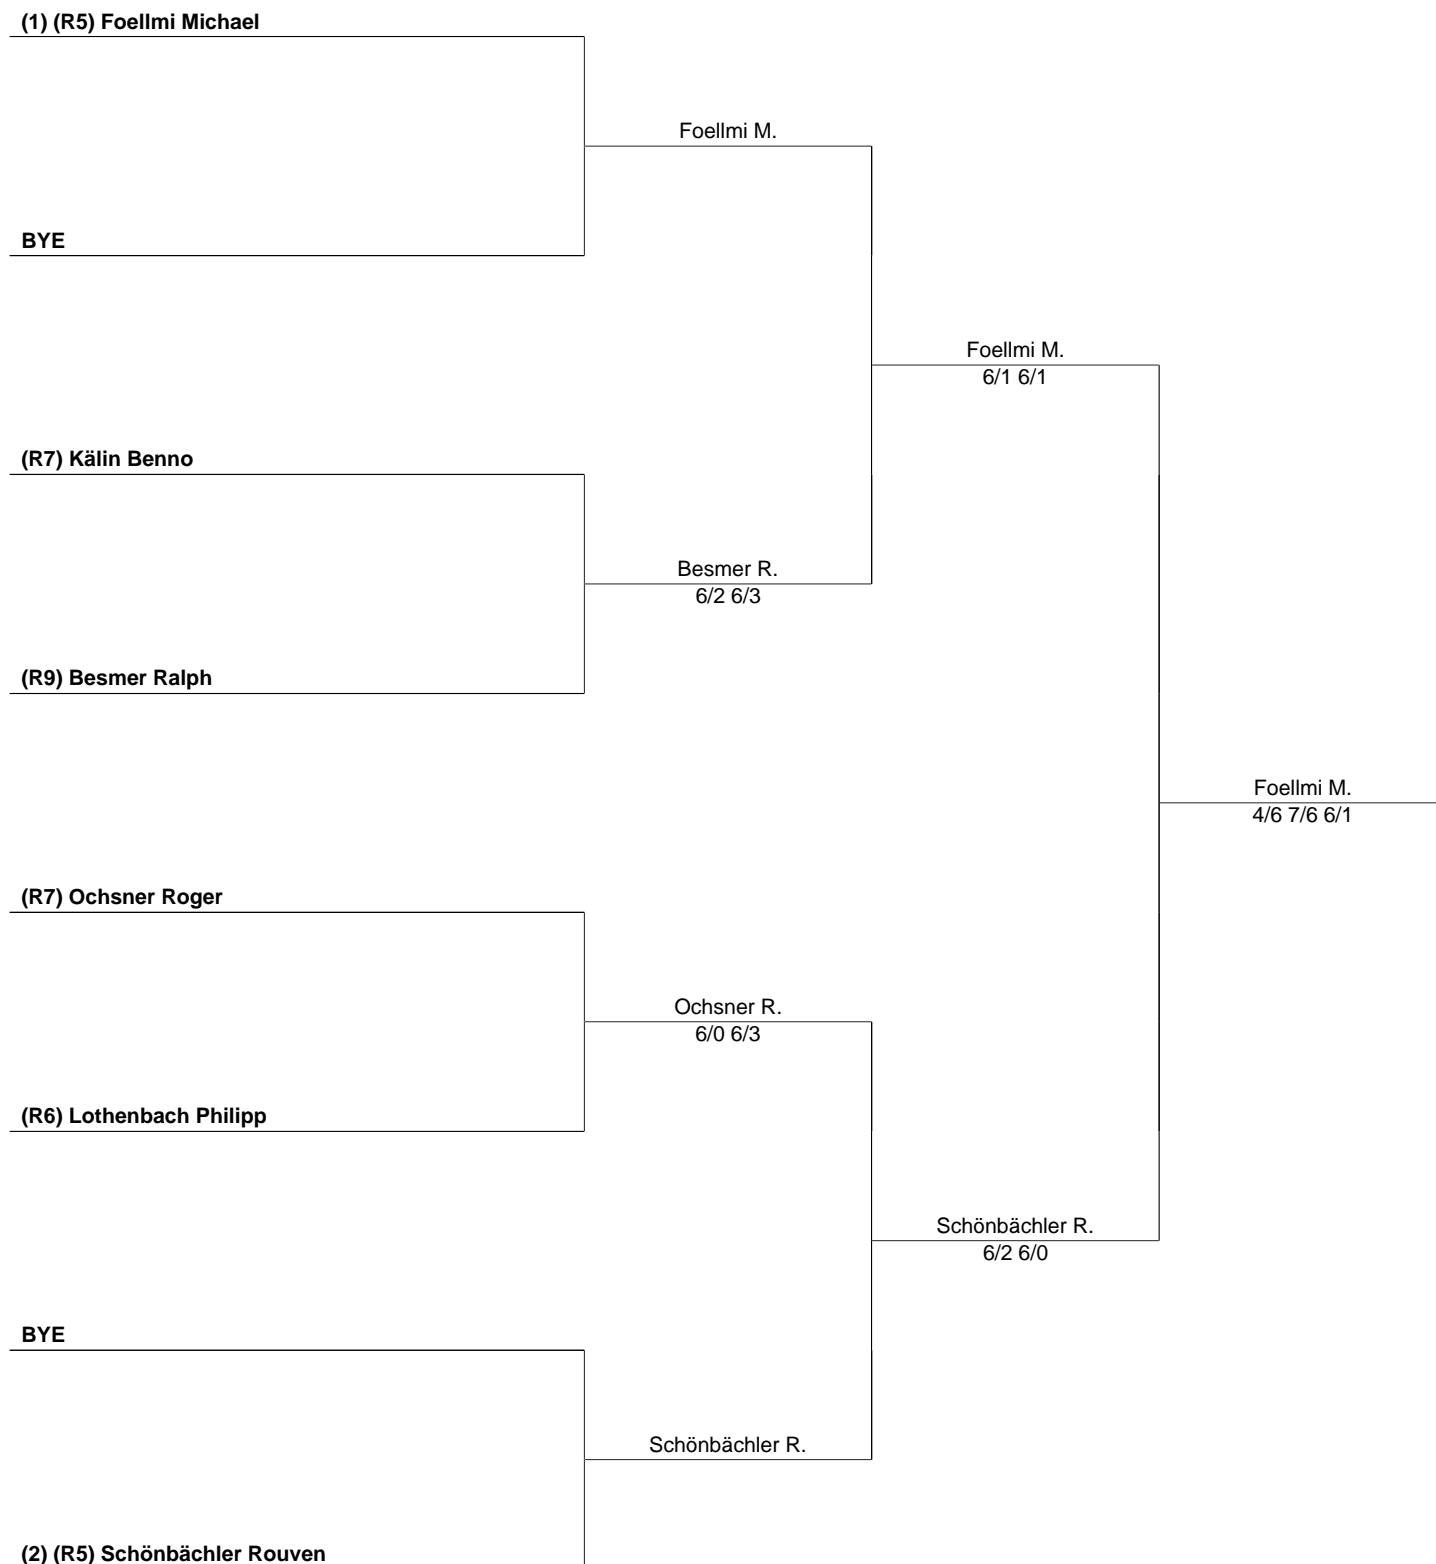 (1) (R5) Foellmi Michael
Foellmi M.
BYE
Foellmi M.
6/1 6/1
(R7) Kälin Benno
Besmer R.
6/2 6/3
(R9) Besmer Ralph
Foellmi M.
4/6 7/6 6/1
(R7) Ochsner Roger
Ochsner R.
6/0 6/3
(R6) Lothenbach Philipp
Schönbächler R.
6/2 6/0
BYE
Schönbächler R.
(2) (R5) Schönbächler Rouven